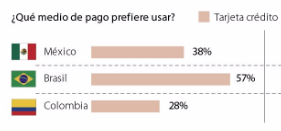 ¿Qué medio de pago prefiere usar? Tarjeta crédito
México 38%
Brasil 57%
Colombia 28%